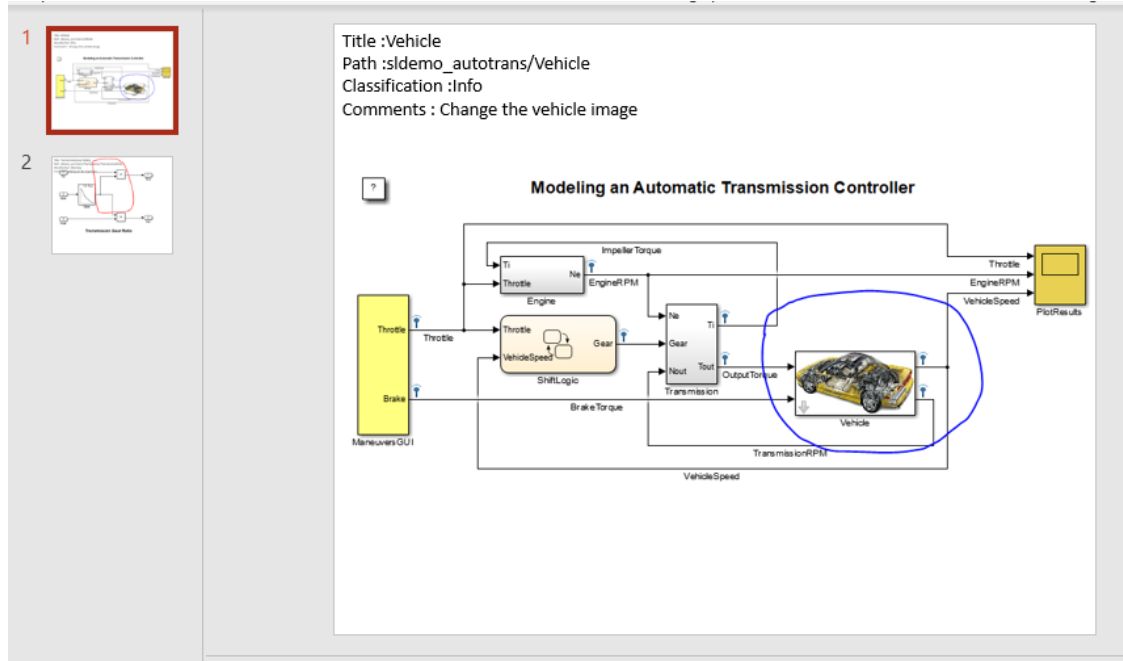 1
2
Title :Vehicle
Path :sldemo_autotrans/Vehicle
Classification :Info
Comments : Change the vehicle image
?
Modeling an Automatic Transmission Controller
ImpellerTorque
Ti
Ne
Throttle
EngineRPM
Engine
Throttle
EngineRPM
VehicleSpeed
PlotResults
Throttle
Throttle
Throttle
VehicleSpeed
Gear
ShiftLogic
Ne
Ti
Gear
Tout
Nout
OutputTorque
Transmission
Brake
BrakeTorque
Vehicle
ManeuversGUI
TransmissionRPM
VehicleSpeed
Transmission Gear Ratio